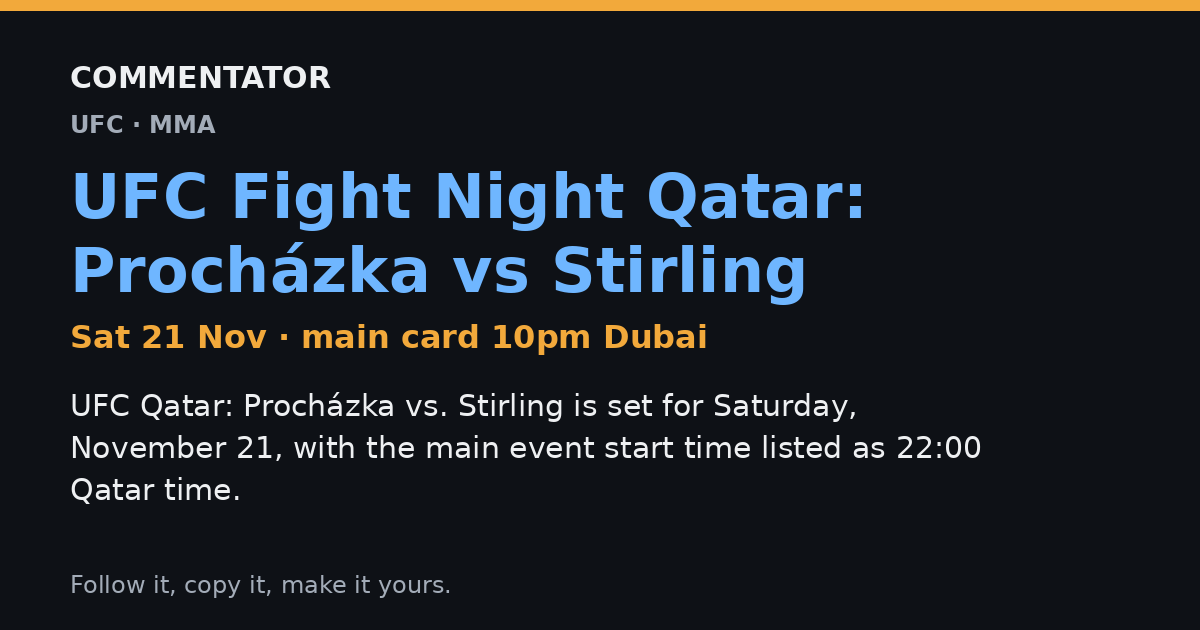 COMMENTATOR
UFC · MMA
UFC Fight Night Qatar:
Procházka vs Stirling
Sat 21 Nov · main card 10pm Dubai
UFC Qatar: Procházka vs. Stirling is set for Saturday,
November 21, with the main event start time listed as 22:00
Qatar time.
Follow it, copy it, make it yours.